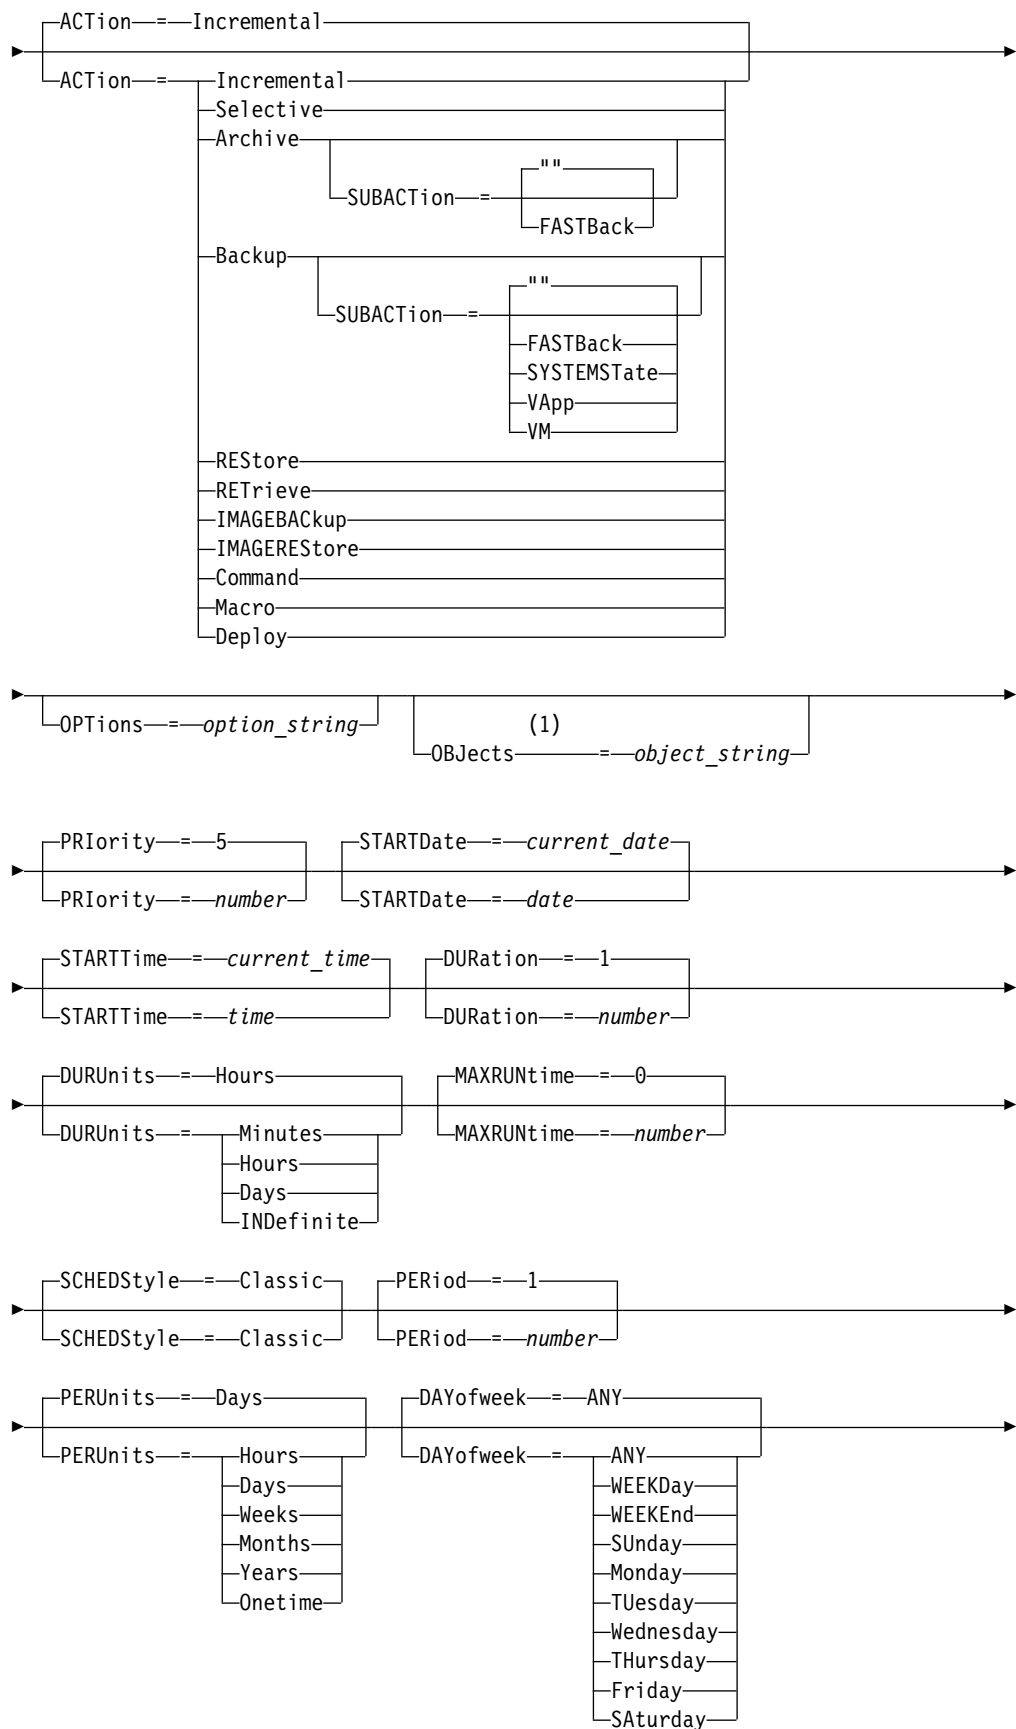 ACTion = Incremental
ACTion = Incremental
Selective
Archive
""
SUBACTion =
FASTBack
Backup
""
SUBACTion =
FASTBack
SYSTEMSTate
VApp
VM
REStore
RETrieve
IMAGEBACkup
IMAGEREStore
Command
Macro
Deploy
OPTions = option_string
(1)
OBJects = object_string
PRIority = 5 STARTDate = current_date
PRIority = number STARTDate = date
STARTTime = current_time DURation = 1
STARTTime = time DURation = number
DURUnits = Hours MAXRUNtime = 0
DURUnits = Minutes MAXRUNtime = number
Hours
Days
INDefinite
SCHEDStyle = Classic PERiod = 1
SCHEDStyle = Classic PERiod = number
PERUnits = Days DAYofweek = ANY
PERUnits = Hours DAYofweek = ANY
Days WEEKDay
Weeks WEEKEnd
Months SUnday
Years Monday
Onetime TUesday
Wednesday
THursday
Friday
SAturday